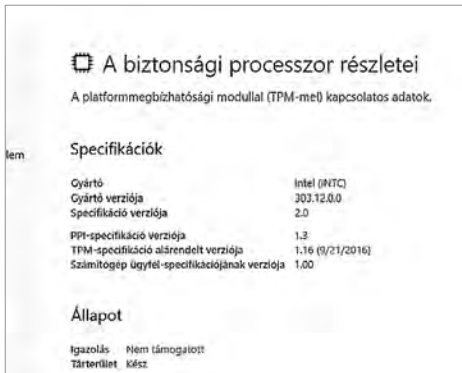 A biztonsági processzor részletei
A platformmegbízhatósági modullal (TPM-mel) kapcsolatos adatok.
lem
Specifikációk
Gyártó Intel (INTC)
Gyártó verziója 303.12.0.0
Specifikáció verziója 2.0
PPI-specifikáció verziója 1.3
TPM-specifikáció alárendelt verziója 1.16 (9/21/2016)
Számítógép ügyfél-specifikációjának verziója 1.00
Állapot
Igazolás Nem támogatott
Tárterület Kész